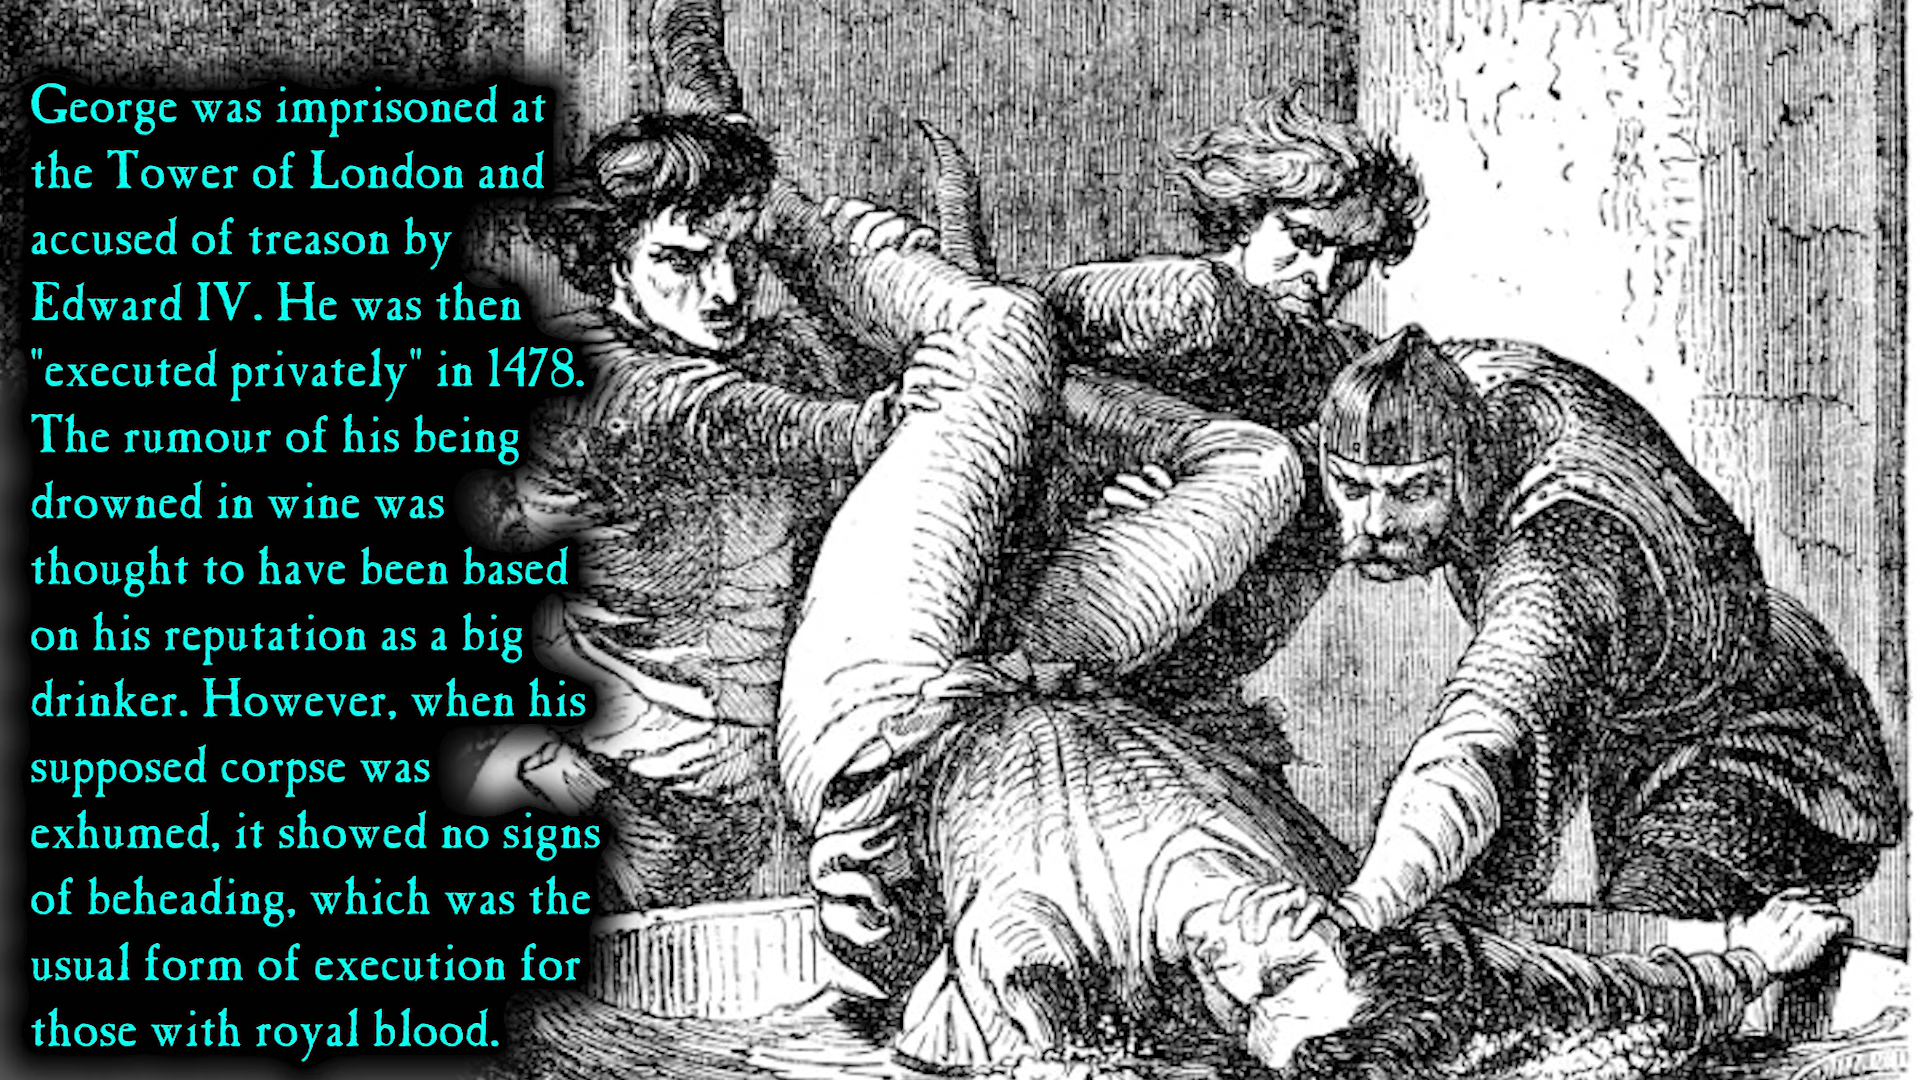 George was imprisoned at
the Tower of London and
accused of treason by
Edward IV. He was then
"executed privately" in 1478.
The rumour of his being
drowned in wine was
thought to have been based
on his reputation as a big
drinker. However, when his
supposed corpse was
exhumed, it showed no signs
of beheading, which was the
usual form of execution for
those with royal blood.